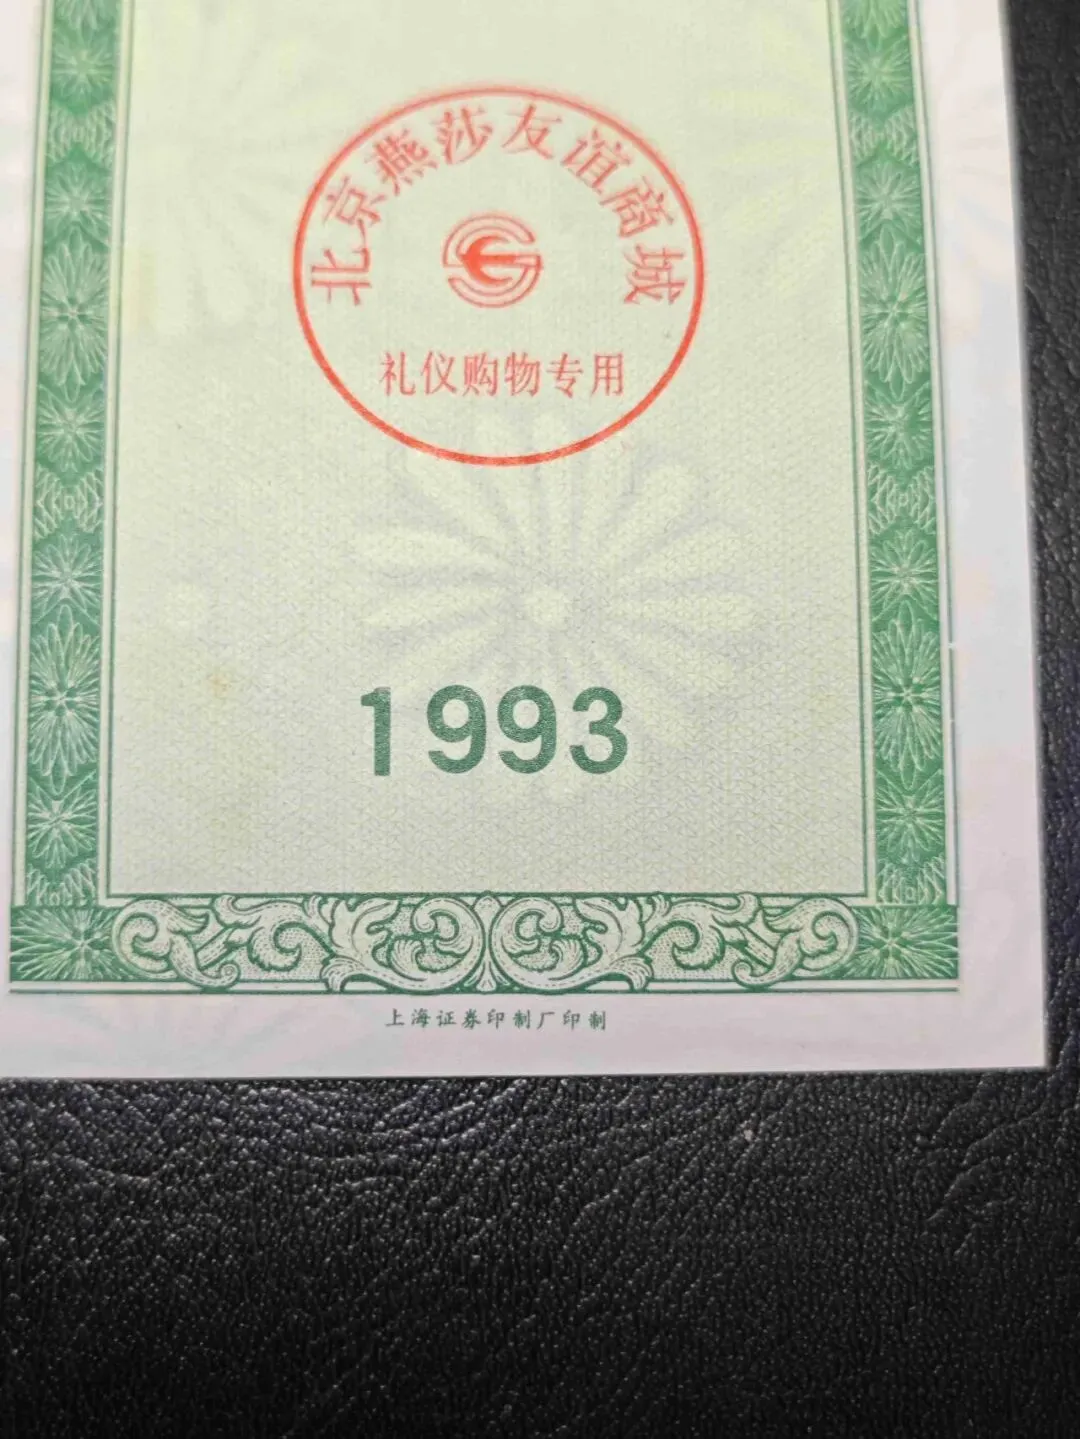 北京燕莎友谊商城
礼仪购物专用
1993
上海证券印制厂印制